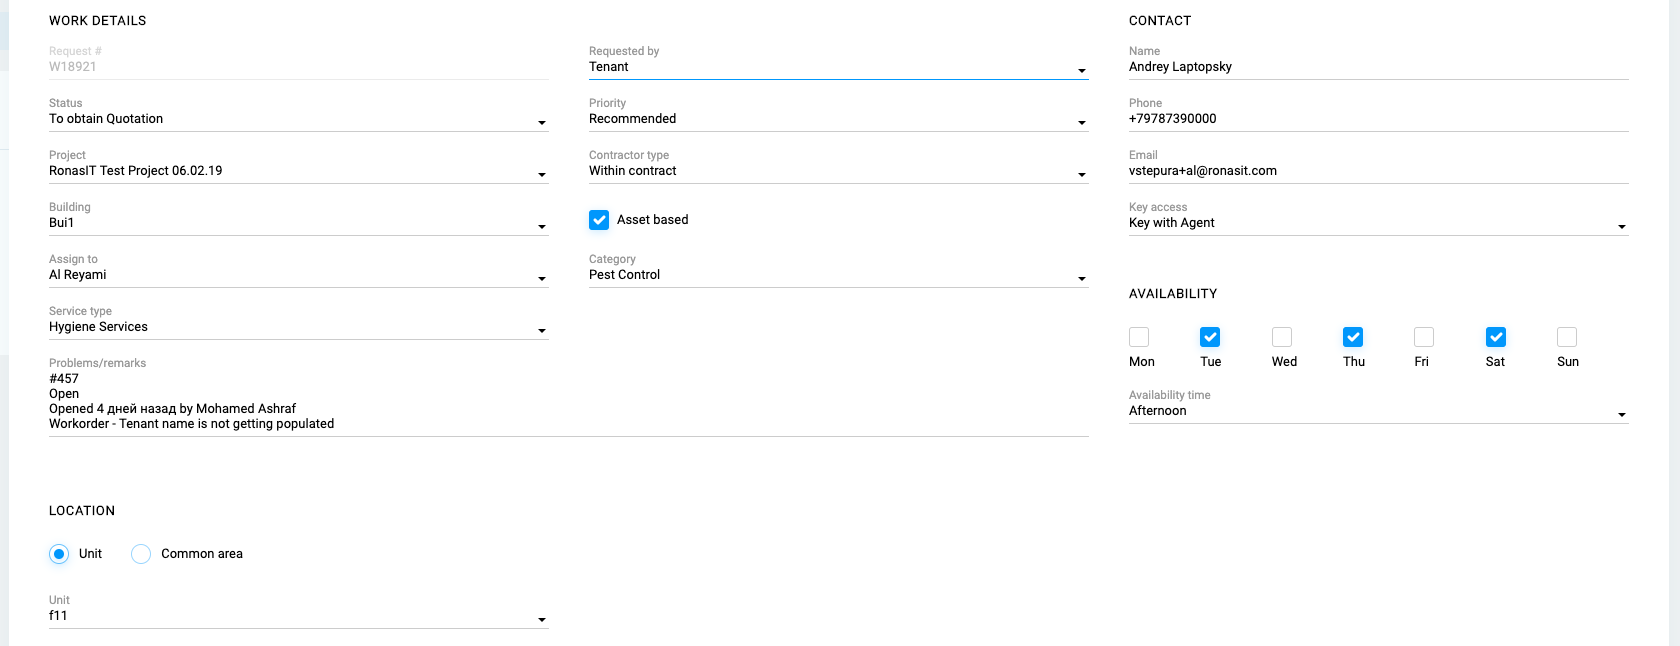 WORK DETAILS
Request #
W18921
Requested by
Tenant
Status
To obtain Quotation
Priority
Recommended
Project
RonasIT Test Project 06.02.19
Contractor type
Within contract
Building
Bui1
Asset based
Assign to
Al Reyami
Category
Pest Control
Service type
Hygiene Services
Problems/remarks
#457
Open
Opened 4 дней назад by Mohamed Ashraf
Workorder - Tenant name is not getting populated
CONTACT
Name
Andrey Laptopsky
Phone
+79787390000
Email
vstepura+al@ronasit.com
Key access
Key with Agent
AVAILABILITY
Mon Tue Wed Thu Fri Sat Sun
Availability time
Afternoon
LOCATION
Unit Common area
Unit
f11